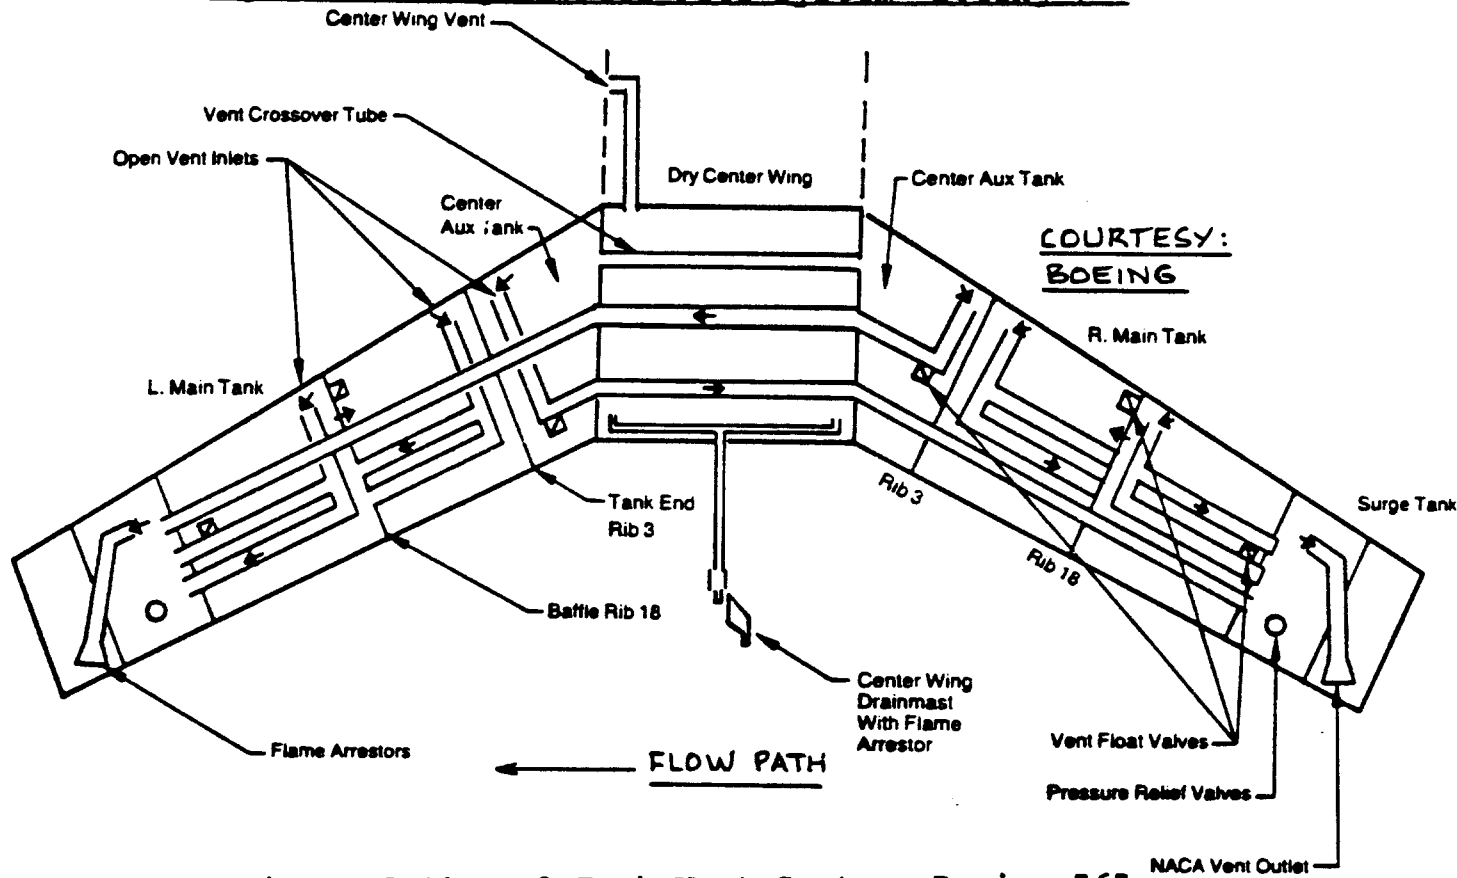 Center Wing Vent
Vent Crossover Tube
Open Vent Inlets
Dry Center Wing
Center Aux Tank
Center
Aux Tank
COURTESY:
BOEING
R. Main Tank
L. Main Tank
Rib 3
Surge Tank
Tank End
Rib 3
Rib 18
Baffle Rib 18
Center Wing
Drainmast
With Flame
Arrestor
Vent Float Valves
Flame Arrestors
FLOW PATH
Pressure Relief Valves
NACA Vent Outlet